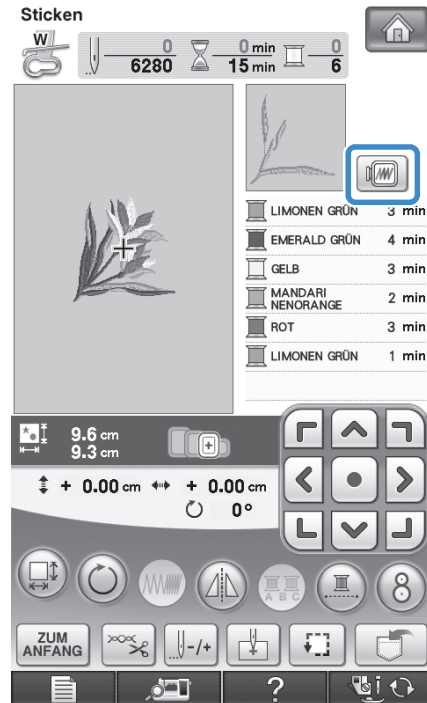 Sticken
W
0 0 min 0
6280 15 min 6
LIMONEN GRÜN 3 min
EMERALD GRÜN 4 min
GELB 3 min
MANDARI
NENORANGE 2 min
ROT 3 min
LIMONEN GRÜN 1 min
9.6 cm
9.3 cm
+ 0.00 cm + 0.00 cm
0°
A B C
8
ZUM
ANFANG
-/+
?